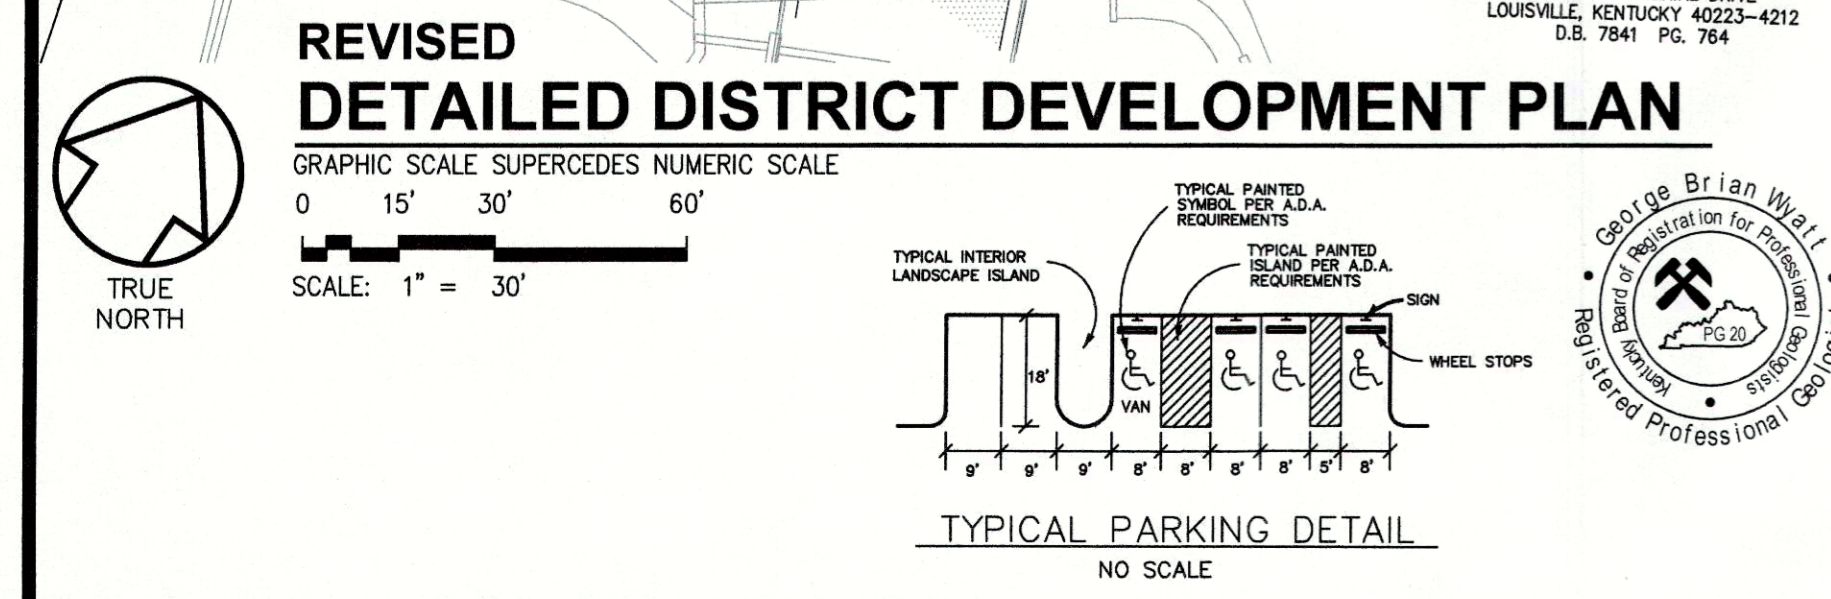 LOUISVILLE, KENTUCKY 40223-4212
D.B. 7841 PG. 764
REVISED
DETAILED DISTRICT DEVELOPMENT PLAN
GRAPHIC SCALE SUPERCEDES NUMERIC SCALE
0 15' 30' 60'
SCALE: 1" = 30'
TRUE
NORTH
TYPICAL PAINTED
SYMBOL PER A.D.A.
REQUIREMENTS
TYPICAL INTERIOR
LANDSCAPE ISLAND
TYPICAL PAINTED
ISLAND PER A.D.A.
REQUIREMENTS
SIGN
WHEEL STOPS
18'
VAN
9' 9' 9' 8' 8' 8' 8' 5' 8'
TYPICAL PARKING DETAIL
NO SCALE
George Brian Wyatt
Registered Professional Geologist
Kentucky Board of Registration for Professional Geologists
PG 20